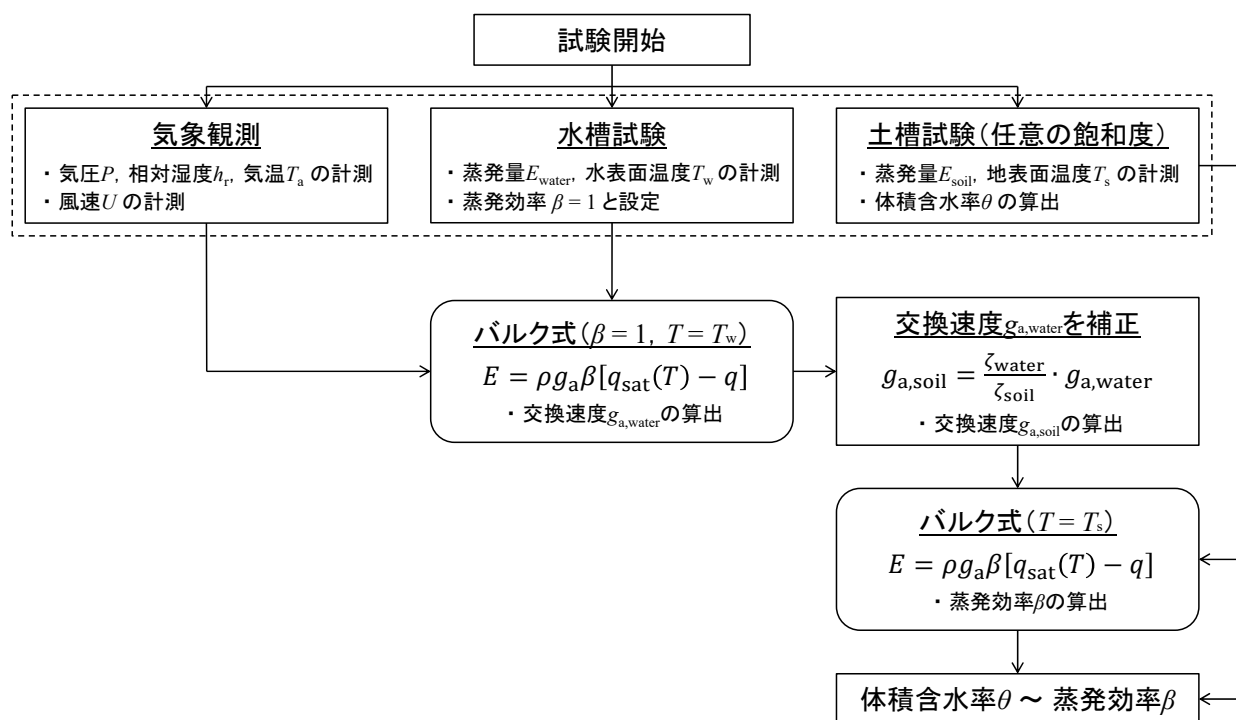 試験開始
気象観測
・気圧P, 相対湿度hr, 気温Ta の計測
・風速U の計測
水槽試験
・蒸発量Ewater, 水表面温度Tw の計測
・蒸発効率 β = 1 と設定
土槽試験(任意の飽和度)
・蒸発量Esoil, 地表面温度Ts の計測
・体積含水率θ の算出
バルク式(β = 1, T = Tw)
E = ρgaβ[qsat(T) − q]
・交換速度ga,waterの算出
交換速度ga,waterを補正
ga,soil = ζwater/ζsoil · ga,water
・交換速度ga,soilの算出
バルク式(T = Ts)
E = ρgaβ[qsat(T) − q]
・蒸発効率βの算出
体積含水率θ ~ 蒸発効率β